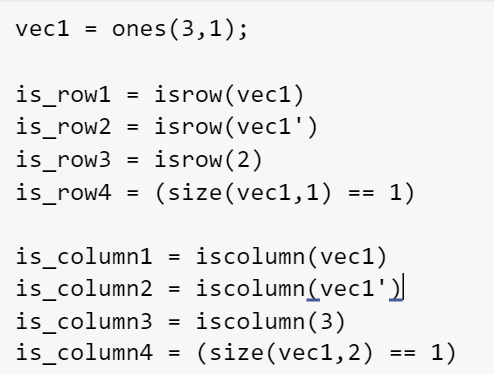 vec1 = ones(3,1);
is_row1 = isrow(vec1)
is_row2 = isrow(vec1')
is_row3 = isrow(2)
is_row4 = (size(vec1,1) == 1)
is_column1 = iscolumn(vec1)
is_column2 = iscolumn(vec1')
is_column3 = iscolumn(3)
is_column4 = (size(vec1,2) == 1)